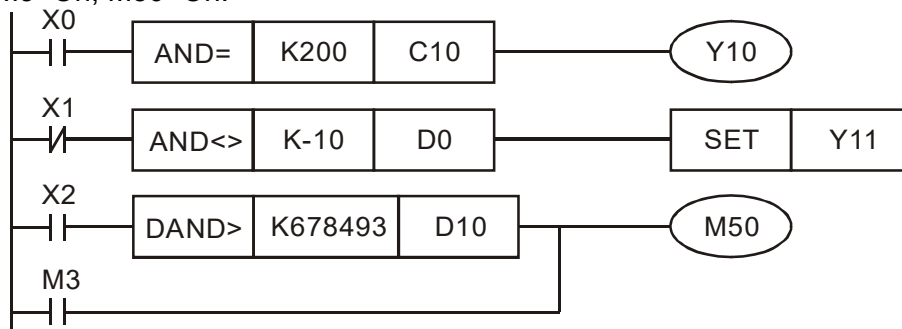 X0
AND= K200 C10 Y10
X1
AND<> K-10 D0 SET Y11
X2
DAND> K678493 D10 M50
M3